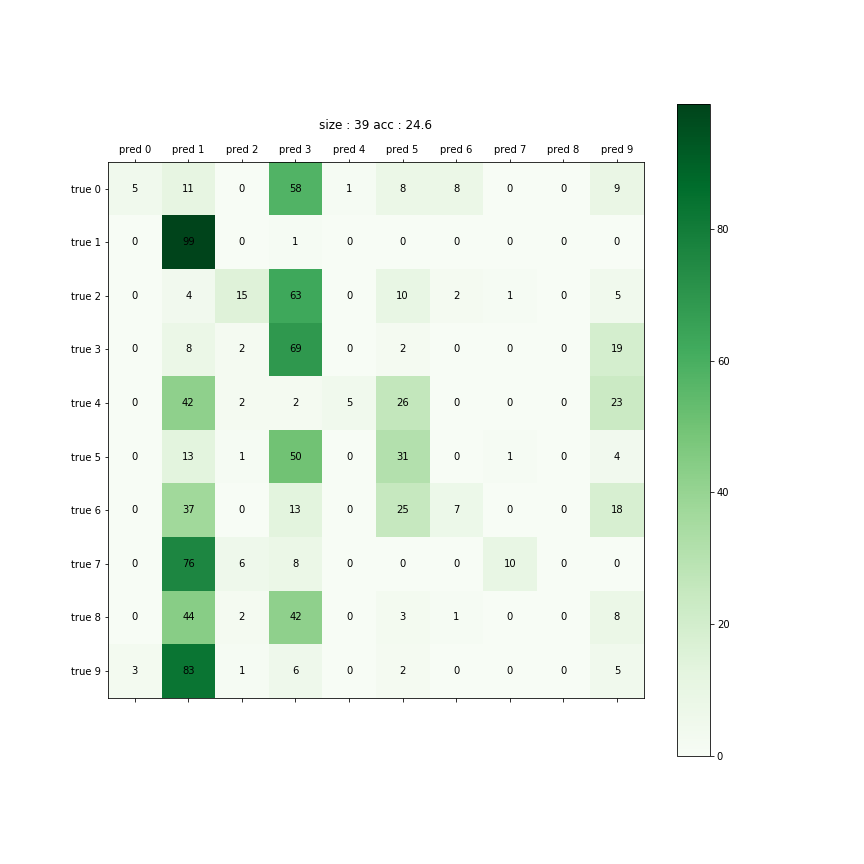 size : 39 acc : 24.6
pred 0 pred 1 pred 2 pred 3 pred 4 pred 5 pred 6 pred 7 pred 8 pred 9
true 0 5 11 0 58 1 8 8 0 0 9
true 1 0 99 0 1 0 0 0 0 0 0
true 2 0 4 15 63 0 10 2 1 0 5
true 3 0 8 2 69 0 2 0 0 0 19
true 4 0 42 2 2 5 26 0 0 0 23
true 5 0 13 1 50 0 31 0 1 0 4
true 6 0 37 0 13 0 25 7 0 0 18
true 7 0 76 6 8 0 0 0 10 0 0
true 8 0 44 2 42 0 3 1 0 0 8
true 9 3 83 1 6 0 2 0 0 0 5
80
60
40
20
0